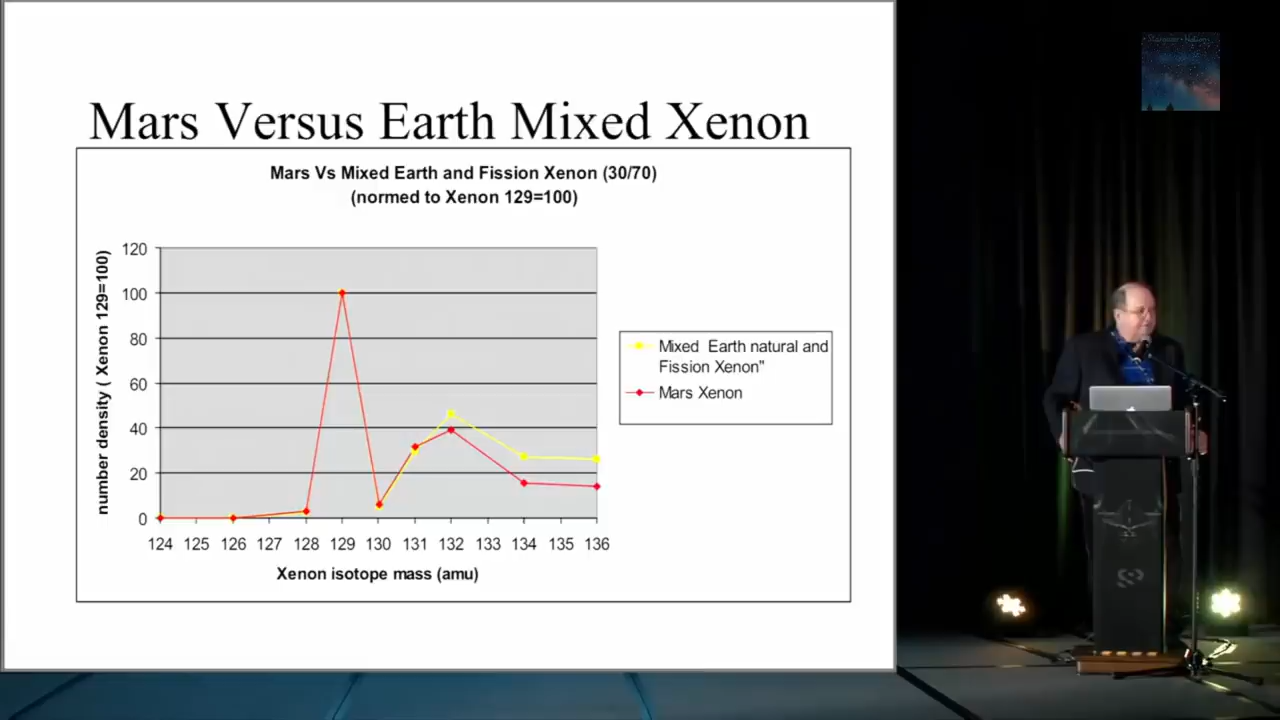 Mars Versus Earth Mixed Xenon
Mars Vs Mixed Earth and Fission Xenon (30/70)
(normed to Xenon 129=100)
number density ( Xenon 129=100)
120
100
80
60
40
20
0
124 125 126 127 128 129 130 131 132 133 134 135 136
Xenon isotope mass (amu)
Mixed Earth natural and
Fission Xenon"
Mars Xenon